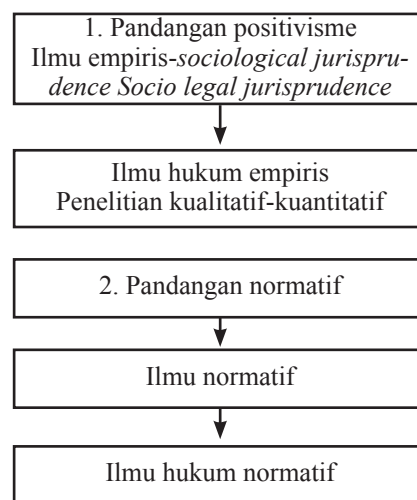 1. Pandangan positivisme
Ilmu empiris-sociological jurispru-
dence Socio legal jurisprudence
Ilmu hukum empiris
Penelitian kualitatif-kuantitatif
2. Pandangan normatif
Ilmu normatif
Ilmu hukum normatif